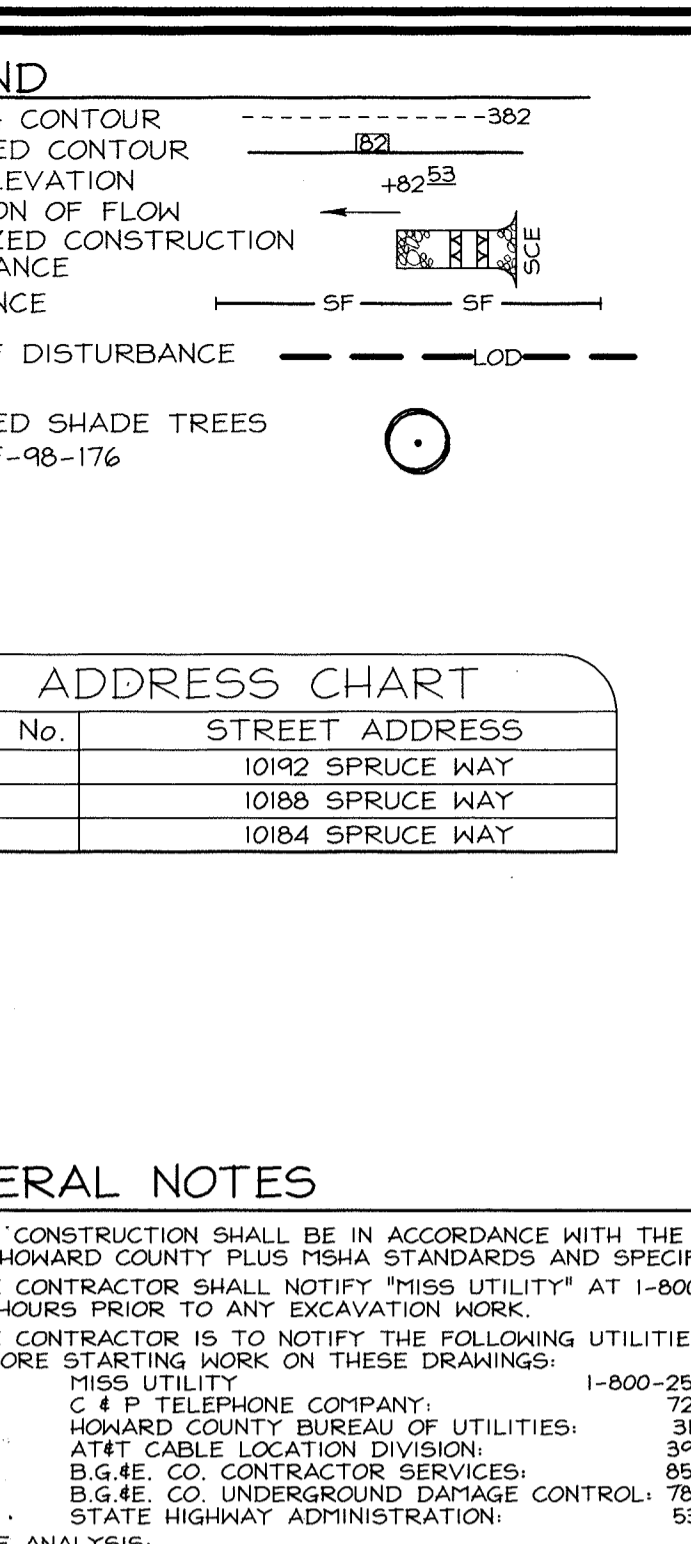 ND
CONTOUR 382
ED CONTOUR 82
LEVATION +82 53
ON OF FLOW
ZED CONSTRUCTION
ANCE SCE
NCE SF SF
F DISTURBANCE LOD
ED SHADE TREES
F-98-176
ADDRESS CHART
No. STREET ADDRESS
10192 SPRUCE WAY
10188 SPRUCE WAY
10184 SPRUCE WAY
ERAL NOTES
CONSTRUCTION SHALL BE IN ACCORDANCE WITH THE
HOWARD COUNTY PLUS MSHA STANDARDS AND SPECIF
E CONTRACTOR SHALL NOTIFY "MISS UTILITY" AT 1-800
HOURS PRIOR TO ANY EXCAVATION WORK.
E CONTRACTOR IS TO NOTIFY THE FOLLOWING UTILITIE
ORE STARTING WORK ON THESE DRAWINGS:
MISS UTILITY 1-800-25
C & P TELEPHONE COMPANY: 72
HOWARD COUNTY BUREAU OF UTILITIES: 31
AT&T CABLE LOCATION DIVISION: 39
B.G.&E. CO. CONTRACTOR SERVICES: 85
B.G.&E. CO. UNDERGROUND DAMAGE CONTROL: 78
STATE HIGHWAY ADMINISTRATION: 53
E ANALYSIS: